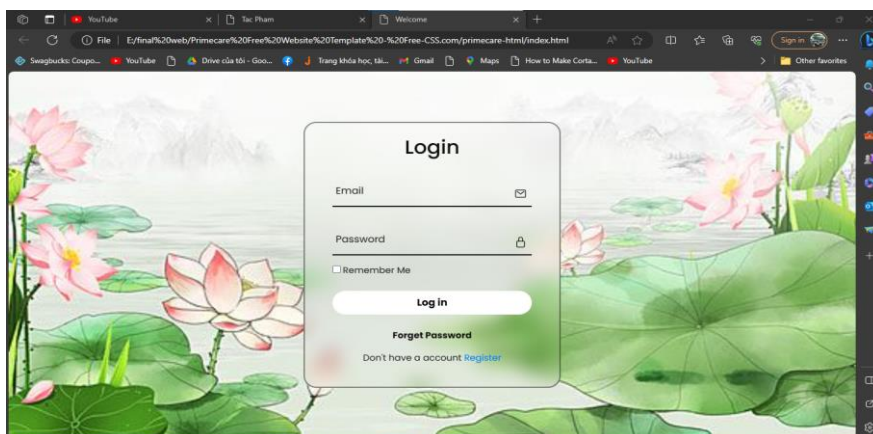 YouTube
Tac Pham
Welcome
File
E:/final%20web/Primecare%20Free%20Website%20Template%20-%20Free-CSS.com/primecare-html/index.html
Sign in
Swagbucks: Coupo...
YouTube
Drive của tôi - Goo...
Trang khóa học, tài...
Gmail
Maps
How to Make Corta...
YouTube
Other favorites
Login
Email
Password
Remember Me
Log in
Forget Password
Don't have a account Register